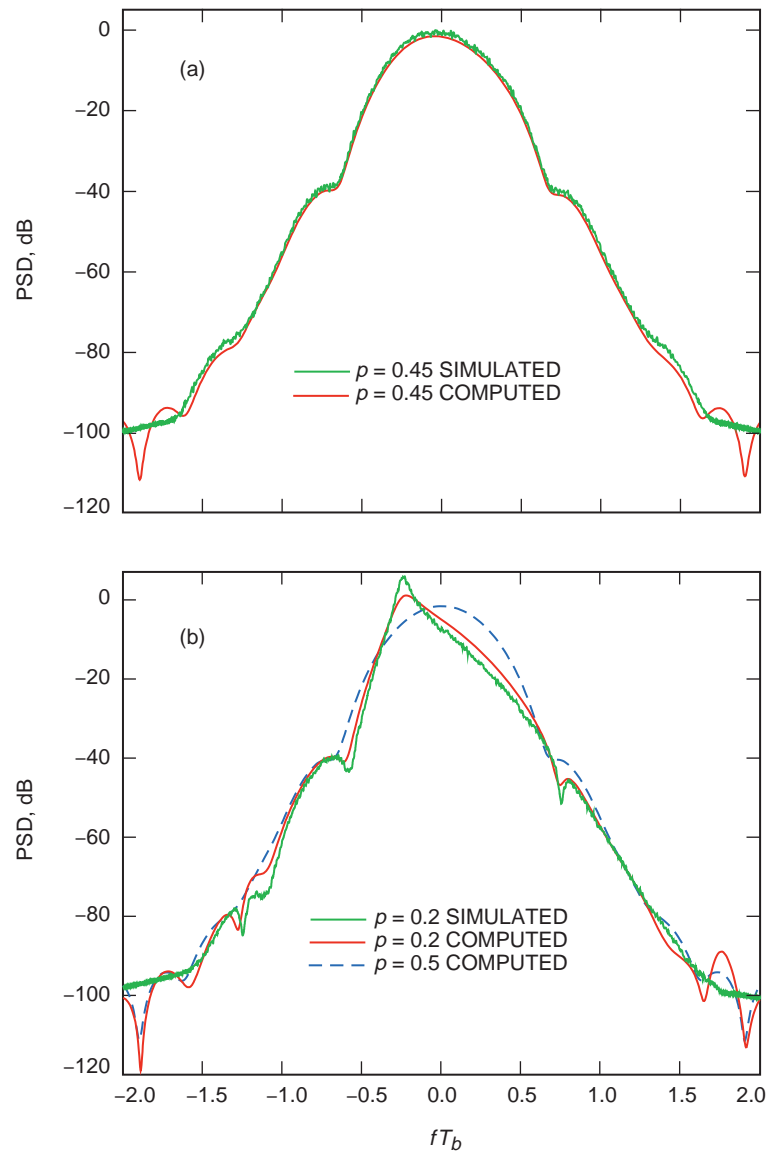 0
(a)
−20
−40
PSD, dB
−60
p = 0.45 SIMULATED
−80
p = 0.45 COMPUTED
−100
−120
0
(b)
−20
−40
PSD, dB
−60
p = 0.2 SIMULATED
−80
p = 0.2 COMPUTED
p = 0.5 COMPUTED
−100
−120
−2.0 −1.5 −1.0 −0.5 0.0 0.5 1.0 1.5 2.0
fTb